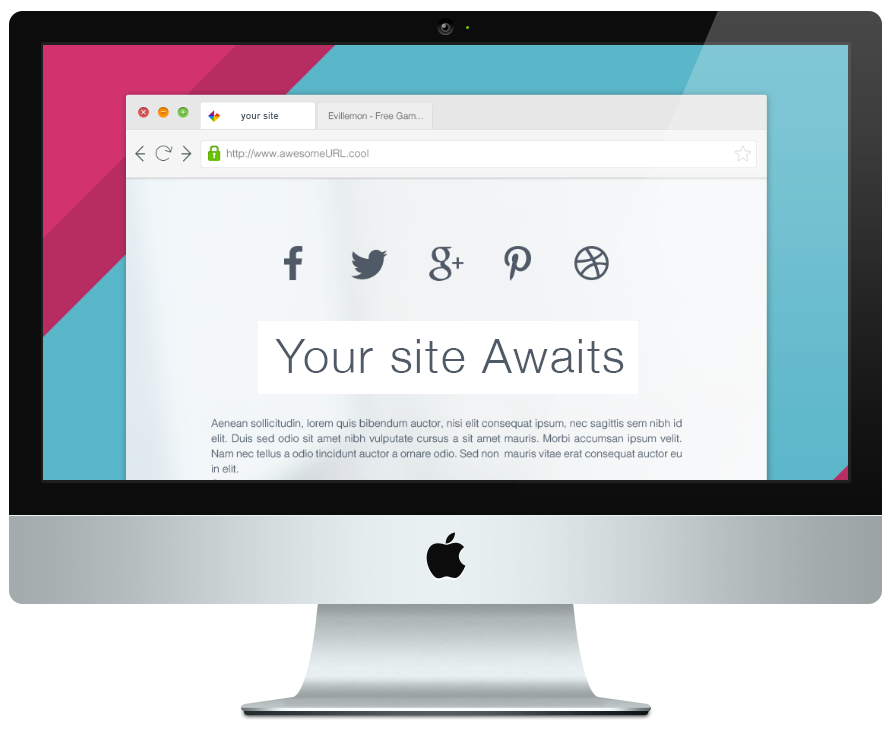 your site
Evillemon - Free Gam...
http://www.awesomeURL.cool
Your site Awaits
Aenean sollicitudin, lorem quis bibendum auctor, nisi elit consequat ipsum, nec sagittis sem nibh id
elit. Duis sed odio sit amet nibh vulputate cursus a sit amet mauris. Morbi accumsan ipsum velit.
Nam nec tellus a odio tincidunt auctor a ornare odio. Sed non mauris vitae erat consequat auctor eu
in elit.